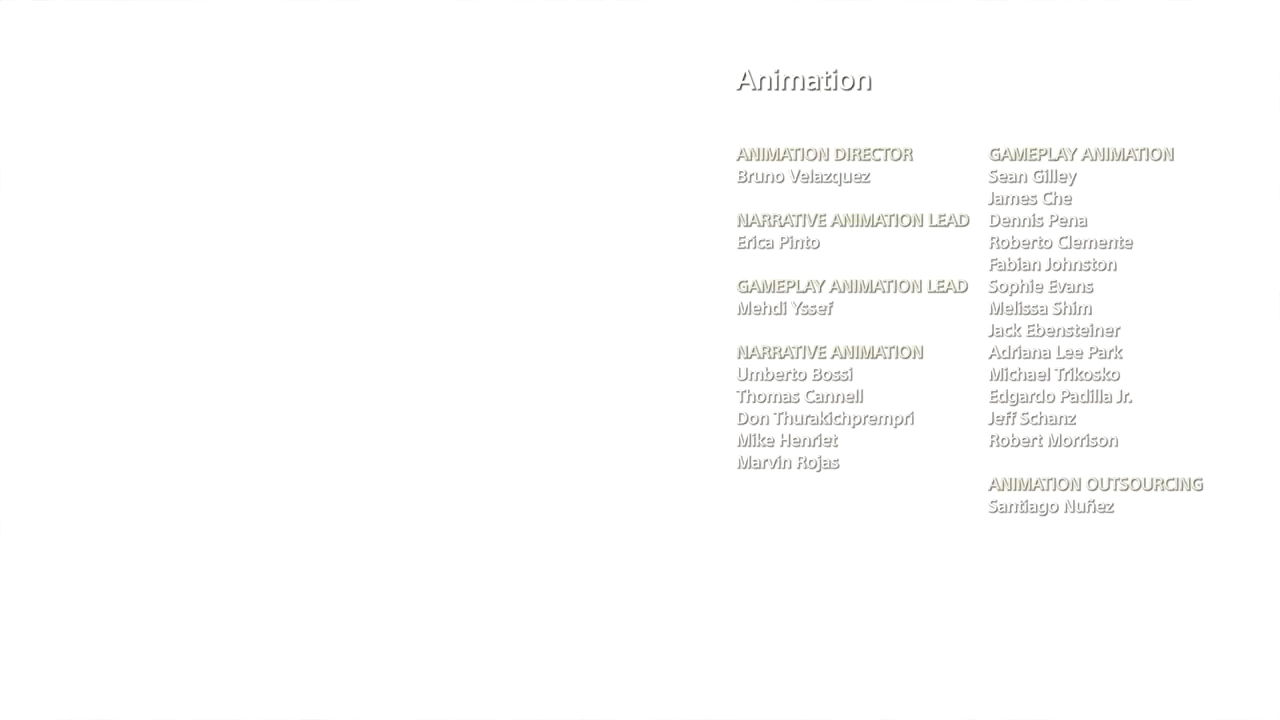 Animation
ANIMATION DIRECTOR
Bruno Velazquez
NARRATIVE ANIMATION LEAD
Erica Pinto
GAMEPLAY ANIMATION LEAD
Mehdi Yssef
NARRATIVE ANIMATION
Umberto Bossi
Thomas Cannell
Don Thurakichprempri
Mike Henriet
Marvin Rojas
GAMEPLAY ANIMATION
Sean Gilley
James Che
Dennis Pena
Roberto Clemente
Fabian Johnston
Sophie Evans
Melissa Shim
Jack Ebensteiner
Adriana Lee Park
Michael Trikosko
Edgardo Padilla Jr.
Jeff Schanz
Robert Morrison
ANIMATION OUTSOURCING
Santiago Nuñez